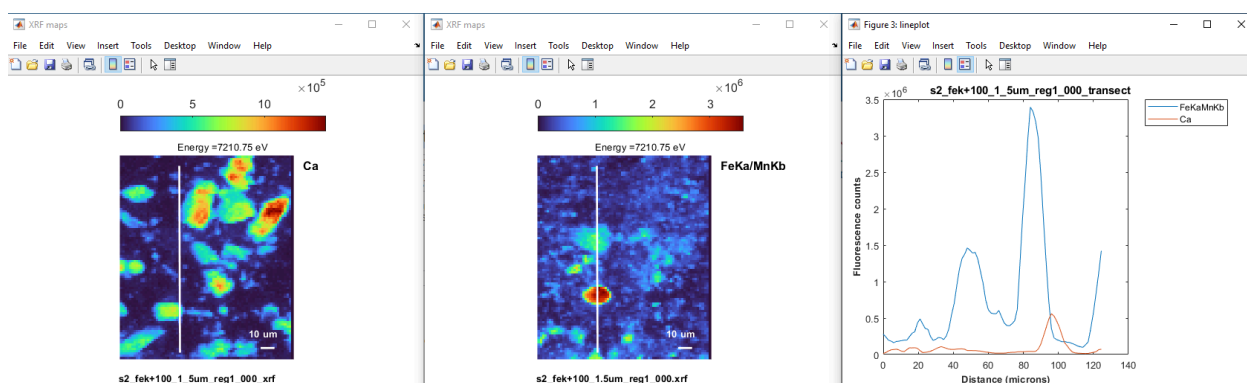 XRF maps
File Edit View Insert Tools Desktop Window Help
×10^5
0 5 10
Energy =7210.75 eV
Ca
10 um
s2_fek+100_1_5um_reg1_000_xrf
XRF maps
File Edit View Insert Tools Desktop Window Help
×10^6
0 1 2 3
Energy =7210.75 eV
FeKa/MnKb
10 um
s2_fek+100_1.5um_reg1_000.xrf
Figure 3: lineplot
File Edit View Insert Tools Desktop Window Help
s2_fek+100_1_5um_reg1_000_transect
×10^6
3.5
3
2.5
2
1.5
1
0.5
0
Fluorescence counts
0 20 40 60 80 100 120 140
Distance (microns)
FeKaMnKb
Ca